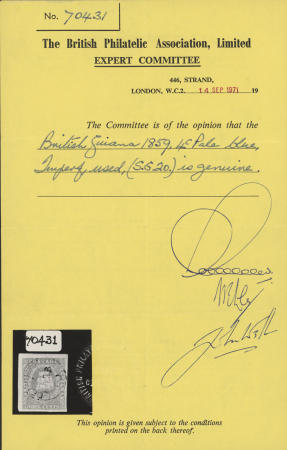 No. 70431
The British Philatelic Association, Limited
EXPERT COMMITTEE
446, STRAND,
LONDON, W.C.2. 14 SEP 1971 19
The Committee is of the opinion that the
British Guiana 1859, 4c Pale blue,
Imperf, used, (S.G 20.) is genuine.
70431
This opinion is given subject to the conditions
printed on the back thereof.